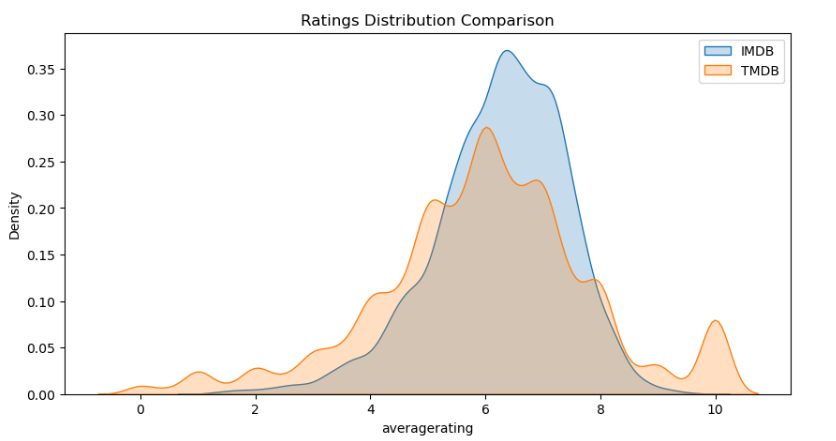 Ratings Distribution Comparison
IMDB
TMDB
0.35
0.30
0.25
0.20
0.15
0.10
0.05
0.00
Density
0 2 4 6 8 10
averagerating